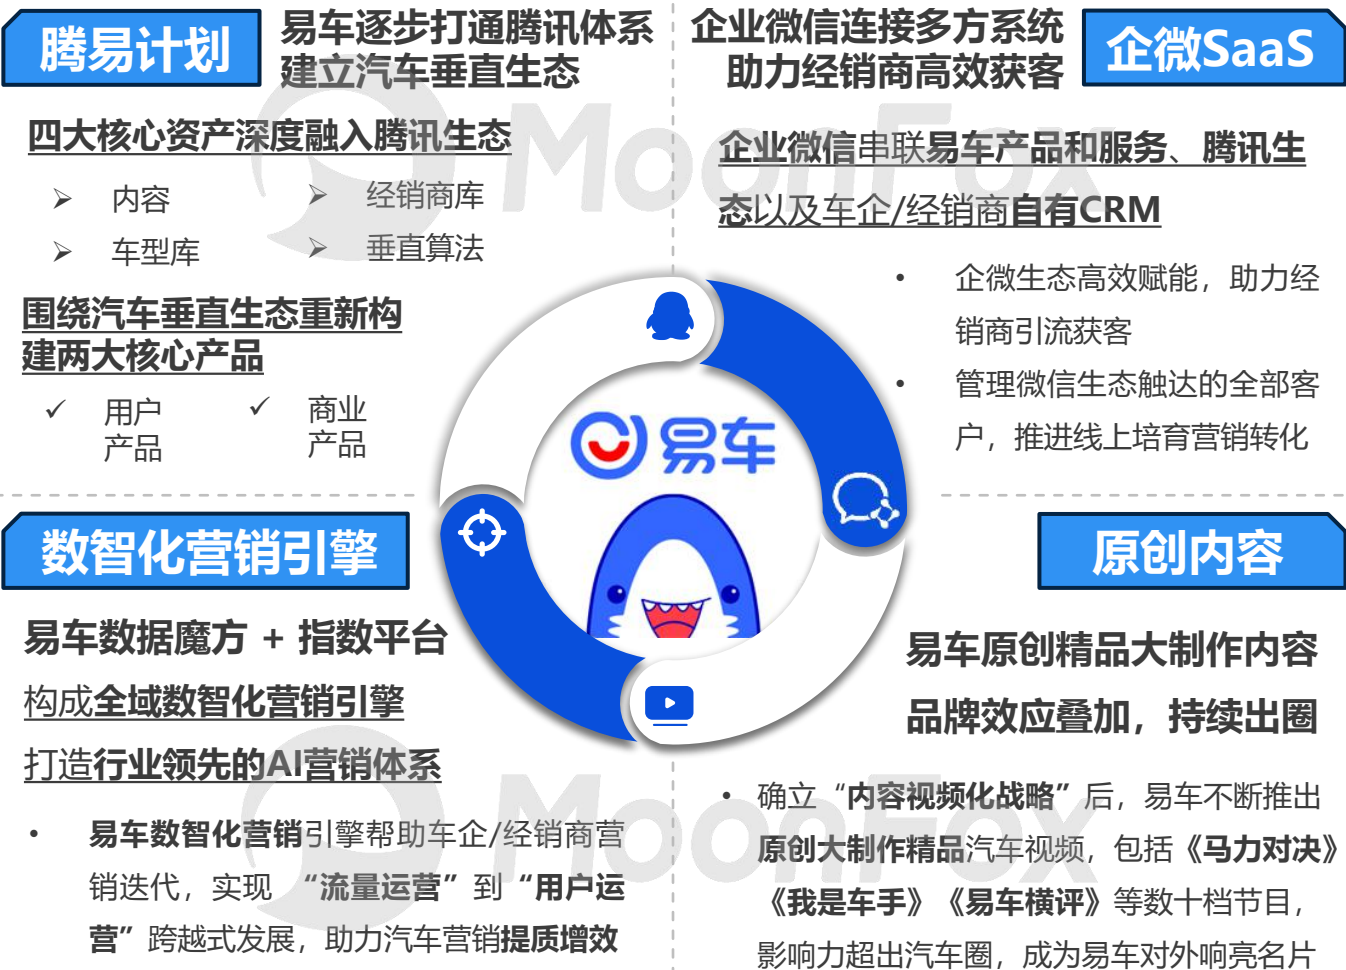 腾易计划
易车逐步打通腾讯体系
建立汽车垂直生态
四大核心资产深度融入腾讯生态
➢ 内容
➢ 经销商库
➢ 车型库
➢ 垂直算法
围绕汽车垂直生态重新构
建两大核心产品
✓ 用户
产品
✓ 商业
产品
企业微信连接多方系统
助力经销商高效获客
企微SaaS
企业微信串联易车产品和服务、腾讯生
态以及车企/经销商自有CRM
• 企微生态高效赋能，助力经
销商引流获客
• 管理微信生态触达的全部客
户，推进线上培育营销转化
易车
数智化营销引擎
易车数据魔方 + 指数平台
构成全域数智化营销引擎
打造行业领先的AI营销体系
• 易车数智化营销引擎帮助车企/经销商营
销迭代，实现 “流量运营”到“用户运
营”跨越式发展，助力汽车营销提质增效
原创内容
易车原创精品大制作内容
品牌效应叠加，持续出圈
• 确立“内容视频化战略”后，易车不断推出
原创大制作精品汽车视频，包括《马力对决》
《我是车手》《易车横评》等数十档节目，
影响力超出汽车圈，成为易车对外响亮名片
MoonFox
MoonFox